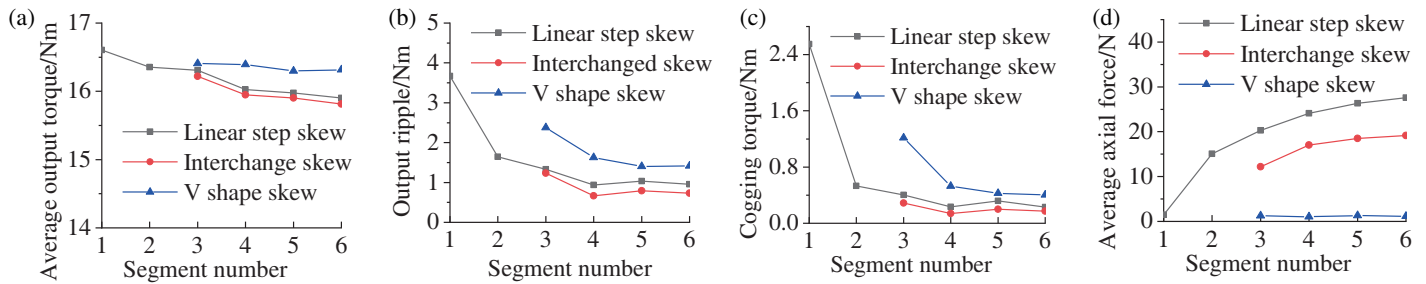 (a)
Average output torque/Nm
17
16
15
14
Linear step skew
Interchange skew
V shape skew
1 2 3 4 5 6
Segment number
(b)
Output ripple/Nm
5
4
3
2
1
0
Linear step skew
Interchanged skew
V shape skew
1 2 3 4 5 6
Segment number
(c)
Cogging torque/Nm
2.4
1.6
0.8
0.0
Linear step skew
Interchange skew
V shape skew
1 2 3 4 5 6
Segment number
(d)
Average axial force/N
40
30
20
10
0
Linear step skew
Interchange skew
V shape skew
1 2 3 4 5 6
Segment number